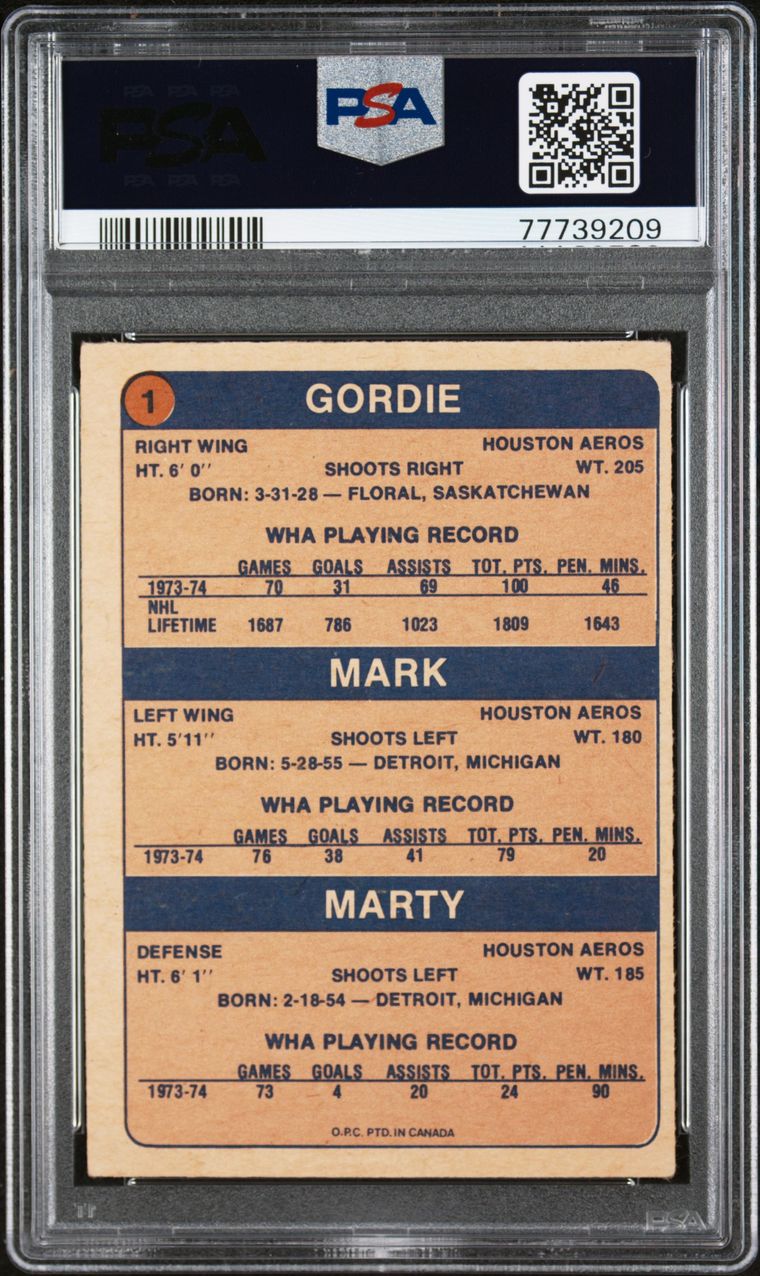 PSA PSA PSA
PSA
PSA PSA PSA
PSA
77739209
1 GORDIE
RIGHT WING HOUSTON AEROS
HT. 6' 0'' SHOOTS RIGHT WT. 205
BORN: 3-31-28 — FLORAL, SASKATCHEWAN
WHA PLAYING RECORD
GAMES GOALS ASSISTS TOT. PTS. PEN. MINS.
1973-74 70 31 69 100 46
NHL
LIFETIME 1687 786 1023 1809 1643
MARK
LEFT WING HOUSTON AEROS
HT. 5'11'' SHOOTS LEFT WT. 180
BORN: 5-28-55 — DETROIT, MICHIGAN
WHA PLAYING RECORD
GAMES GOALS ASSISTS TOT. PTS. PEN. MINS.
1973-74 76 38 41 79 20
MARTY
DEFENSE HOUSTON AEROS
HT. 6' 1'' SHOOTS LEFT WT. 185
BORN: 2-18-54 — DETROIT, MICHIGAN
WHA PLAYING RECORD
GAMES GOALS ASSISTS TOT. PTS. PEN. MINS.
1973-74 73 4 20 24 90
O.P.C. PTD. IN CANADA
PSA